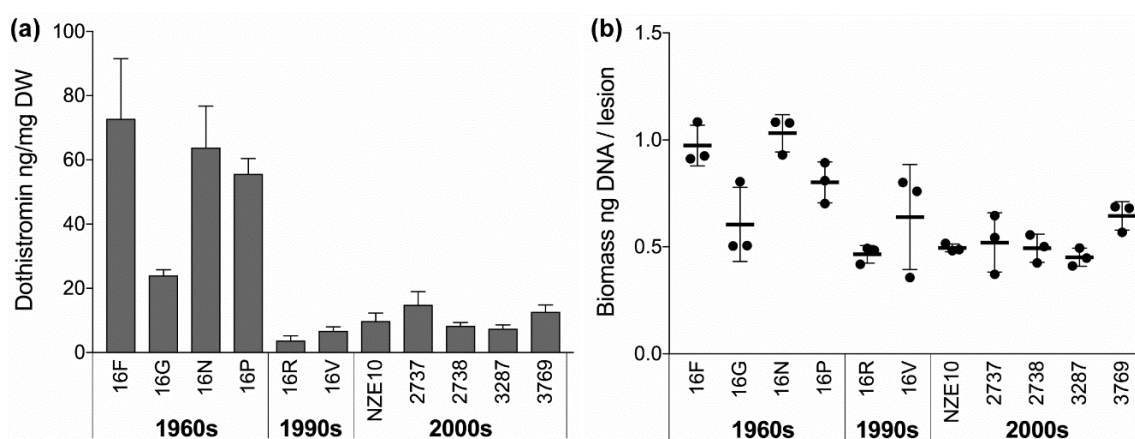 (a)
Dothistromin ng/mg DW
100
80
60
40
20
0
16F 16G 16N 16P 16R 16V NZE10 2737 2738 3287 3769
1960s 1990s 2000s
(b)
Biomass ng DNA / lesion
1.5
1.0
0.5
0.0
16F 16G 16N 16P 16R 16V NZE10 2737 2738 3287 3769
1960s 1990s 2000s